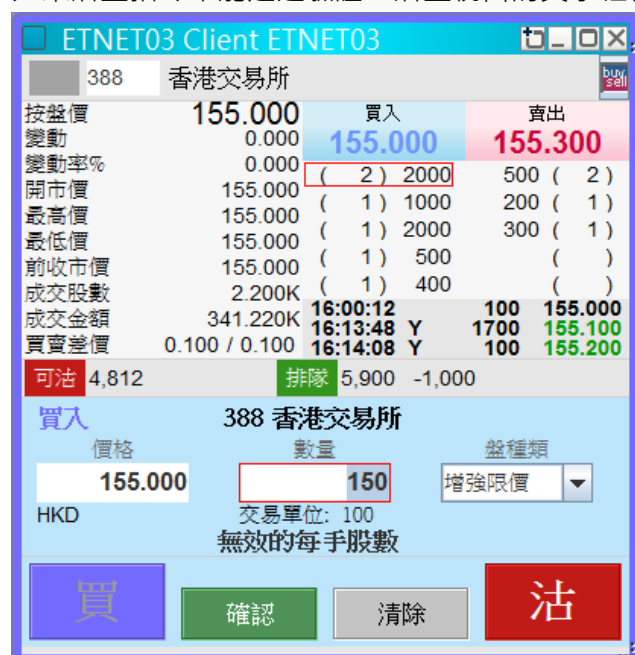 ETNET03 Client ETNET03
388 香港交易所 buy sell
按盤價 155.000 買入 賣出
變動 0.000 155.000 155.300
變動率% 0.000 ( 2 ) 2000 500 ( 2 )
開市價 155.000 ( 1 ) 1000 200 ( 1 )
最高價 155.000 ( 1 ) 2000 300 ( 1 )
最低價 155.000 ( 1 ) 500 ( )
前收市價 155.000 ( 1 ) 400 ( )
成交股數 2.200K 16:00:12 100 155.000
成交金額 341.220K 16:13:48 Y 1700 155.100
買賣差價 0.100 / 0.100 16:14:08 Y 100 155.200
可沽 4,812 排隊 5,900 -1,000
買入 388 香港交易所
價格 數量 盤種類
155.000 150 增強限價
HKD 交易單位: 100
無效的每手股數
買 確認 清除 沽